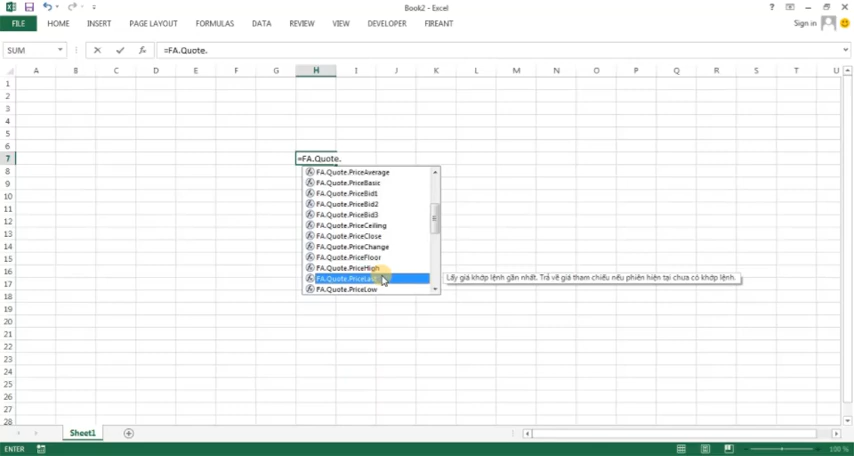 Book2 - Excel
FILE HOME INSERT PAGE LAYOUT FORMULAS DATA REVIEW VIEW DEVELOPER FIREANT Sign in
SUM =FA.Quote.
A B C D E F G H I J K L M N O P Q R S T U
1
2
3
4
5
6
7 =FA.Quote.
8 FA.Quote.PriceAverage
9 FA.Quote.PriceBasic
FA.Quote.PriceBid1
10 FA.Quote.PriceBid2
11 FA.Quote.PriceBid3
12 FA.Quote.PriceCeiling
13 FA.Quote.PriceClose
14 FA.Quote.PriceChange
15 FA.Quote.PriceFloor
16 FA.Quote.PriceHigh
17 FA.Quote.PriceLast Lấy giá khớp lệnh gần nhất. Trả về giá tham chiếu nếu phiên hiện tại chưa có khớp lệnh.
18 FA.Quote.PriceLow
19
20
21
22
23
24
25
26
27
28
Sheet1
ENTER 100 %